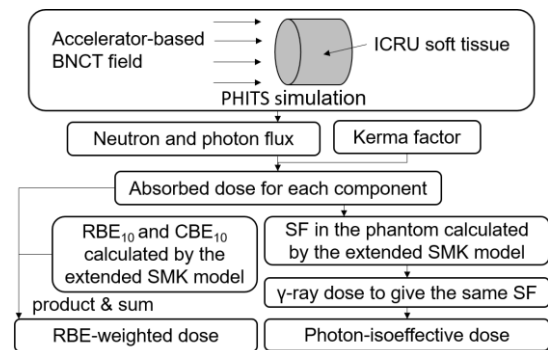 Accelerator-based
BNCT field
ICRU soft tissue
PHITS simulation
Neutron and photon flux
Kerma factor
Absorbed dose for each component
RBE₁₀ and CBE₁₀
calculated by the
extended SMK model
SF in the phantom calculated
by the extended SMK model
product & sum
γ-ray dose to give the same SF
RBE-weighted dose
Photon-isoeffective dose